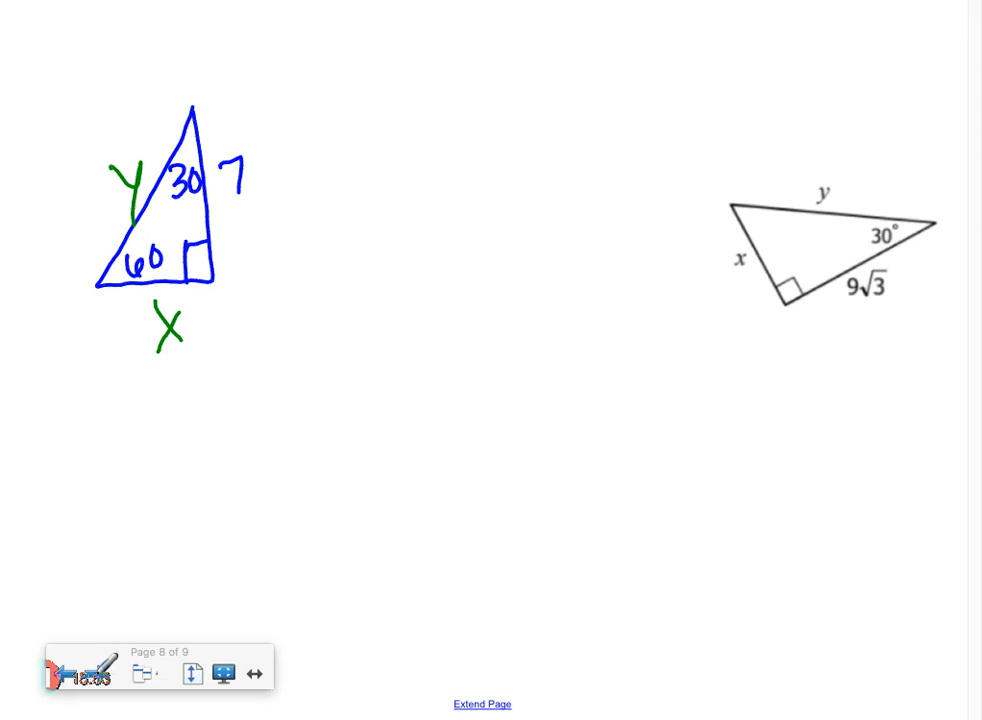 y
30
7
60
x
y
30°
x
9√3
Page 8 of 9
Extend Page